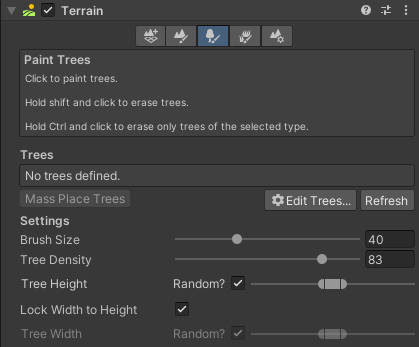 Terrain
Paint Trees
Click to paint trees.
Hold shift and click to erase trees.
Hold Ctrl and click to erase only trees of the selected type.
Trees
No trees defined.
Mass Place Trees Edit Trees... Refresh
Settings
Brush Size 40
Tree Density 83
Tree Height Random?
Lock Width to Height
Tree Width Random?